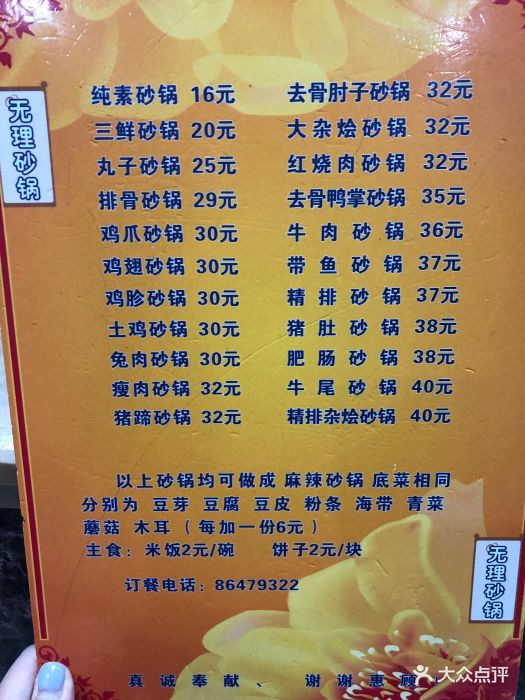 无理砂锅
纯素砂锅 16元 去骨肘子砂锅 32元
三鲜砂锅 20元 大杂烩砂锅 32元
丸子砂锅 25元 红烧肉砂锅 32元
排骨砂锅 29元 去骨鸭掌砂锅 35元
鸡爪砂锅 30元 牛肉砂锅 36元
鸡翅砂锅 30元 带鱼砂锅 37元
鸡胗砂锅 30元 精排砂锅 37元
土鸡砂锅 30元 猪肚砂锅 38元
兔肉砂锅 30元 肥肠砂锅 38元
瘦肉砂锅 32元 牛尾砂锅 40元
猪蹄砂锅 32元 精排杂烩砂锅 40元
以上砂锅均可做成 麻辣砂锅 底菜相同
分别为 豆芽 豆腐 豆皮 粉条 海带 青菜
蘑菇 木耳（每加一份6元）
主食：米饭2元/碗 饼子2元/块
订餐电话：86479322
无理砂锅
真诚奉献、谢谢惠顾
大众点评